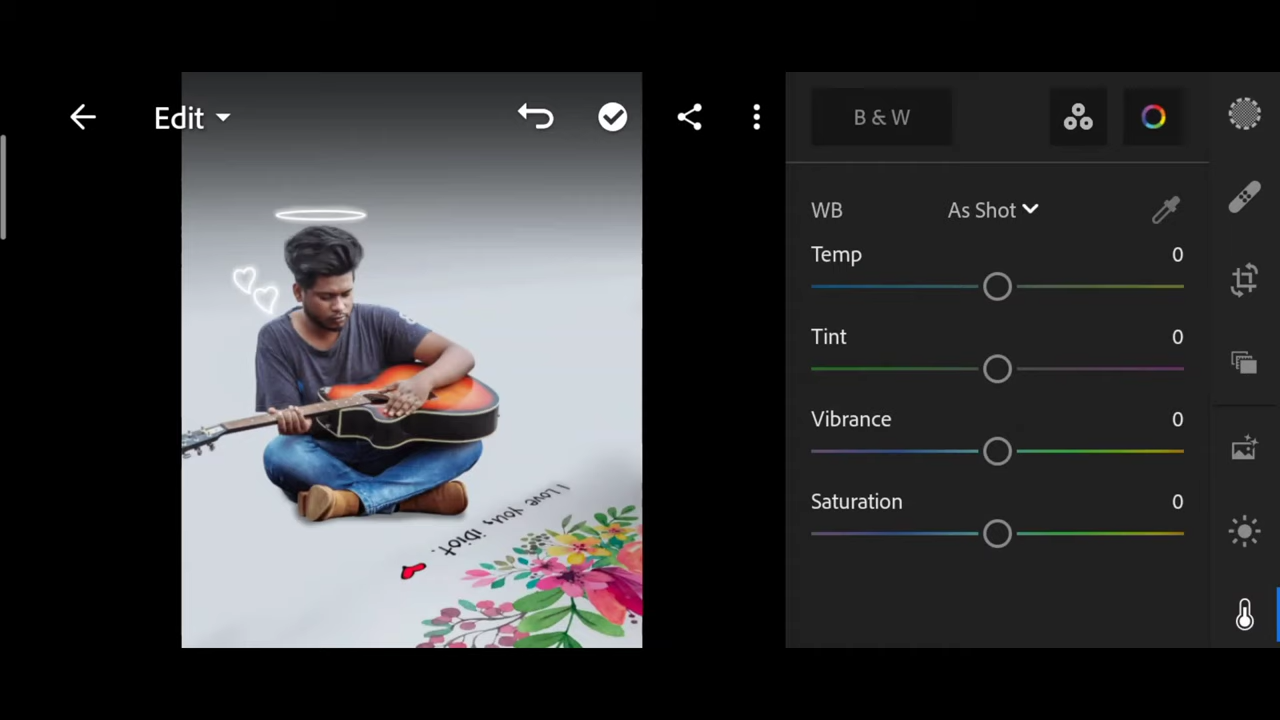 Edit
B & W
WB
As Shot
Temp
0
Tint
0
Vibrance
0
Saturation
0
I love you, idiot.